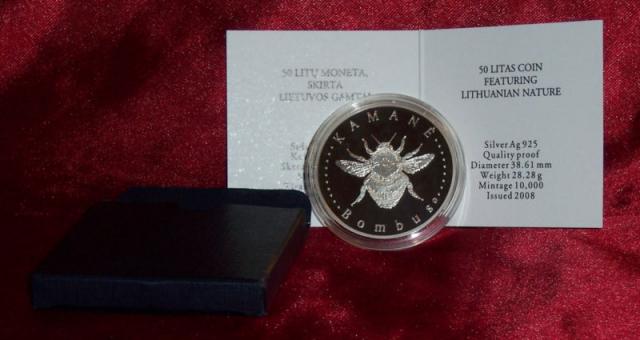 50 LITŲ MONETA,
SKIRTA
LIETUVOS GAMTAI
50 LITAS COIN
FEATURING
LITHUANIAN NATURE
Silver Ag 925
Quality proof
Diameter 38.61 mm
Weight 28.28 g
Mintage 10,000
Issued 2008
KAMANĖ
Bombus